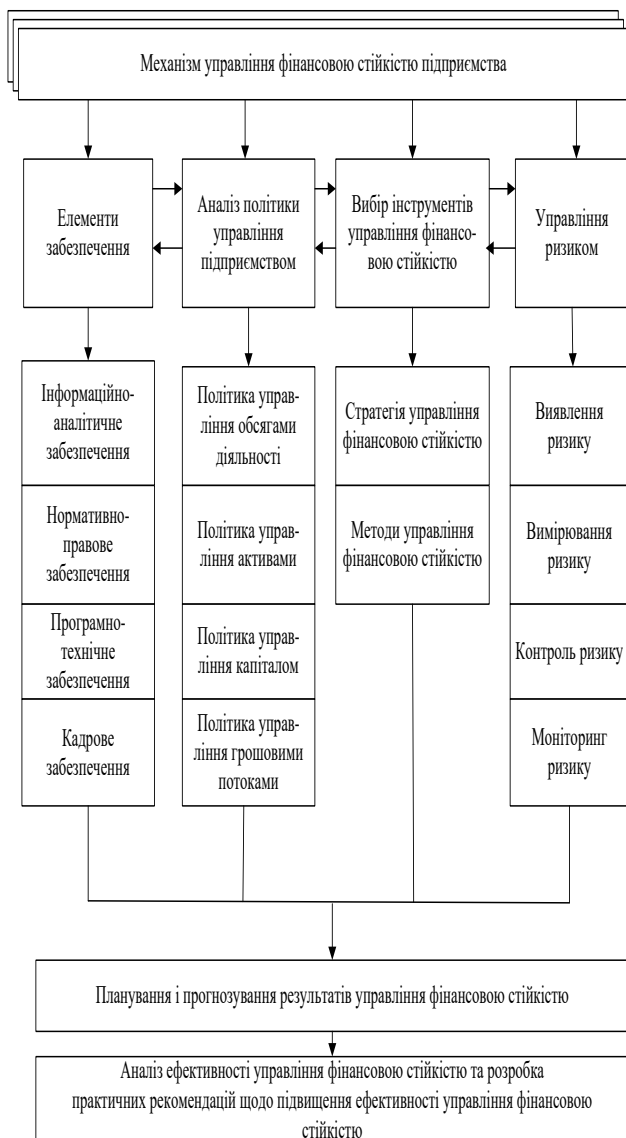 Механізм управління фінансовою стійкістю підприємства
Елементи
забезпечення
Аналіз політики
управління
підприємством
Вибір інструментів
управління фінансо-
вою стійкістю
Управління
ризиком
Інформаційно-
аналітичне
забезпечення
Нормативно-
правове
забезпечення
Програмно-
технічне
забезпечення
Кадрове
забезпечення
Політика управ-
ління обсягами
діяльності
Політика управ-
ління активами
Політика управ-
ління капіталом
Політика управ-
ління грошовими
потоками
Стратегія управління
фінансовою стійкістю
Методи управління
фінансовою стійкістю
Виявлення
ризику
Вимірювання
ризику
Контроль ризику
Моніторинг
ризику
Планування і прогнозування результатів управління фінансовою стійкістю
Аналіз ефективності управління фінансовою стійкістю та розробка
практичних рекомендацій щодо підвищення ефективності управління фінансовою
стійкістю